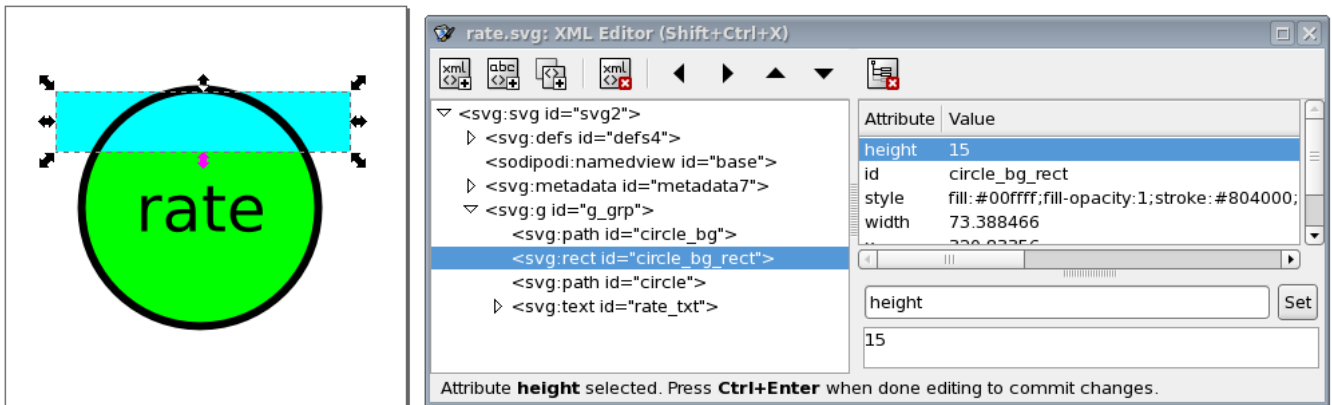 rate
rate.svg: XML Editor (Shift+Ctrl+X)
xml abc xml
<svg:svg id="svg2">
<svg:defs id="defs4">
<sodipodi:namedview id="base">
<svg:metadata id="metadata7">
<svg:g id="g_grp">
<svg:path id="circle_bg">
<svg:rect id="circle_bg_rect">
<svg:path id="circle">
<svg:text id="rate_txt">
Attribute Value
height 15
id circle_bg_rect
style fill:#00ffff;fill-opacity:1;stroke:#804000;
width 73.388466
height
Set
15
Attribute height selected. Press Ctrl+Enter when done editing to commit changes.